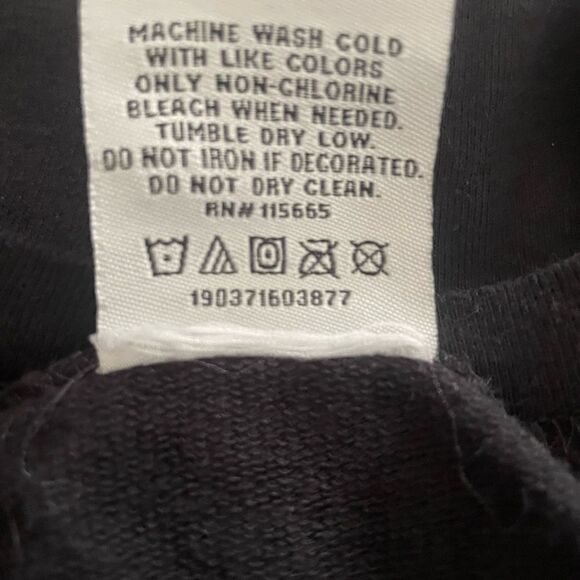 MACHINE WASH COLD
WITH LIKE COLORS
ONLY NON-CHLORINE
BLEACH WHEN NEEDED.
TUMBLE DRY LOW.
DO NOT IRON IF DECORATED.
DO NOT DRY CLEAN.
RN# 115665
190371603877